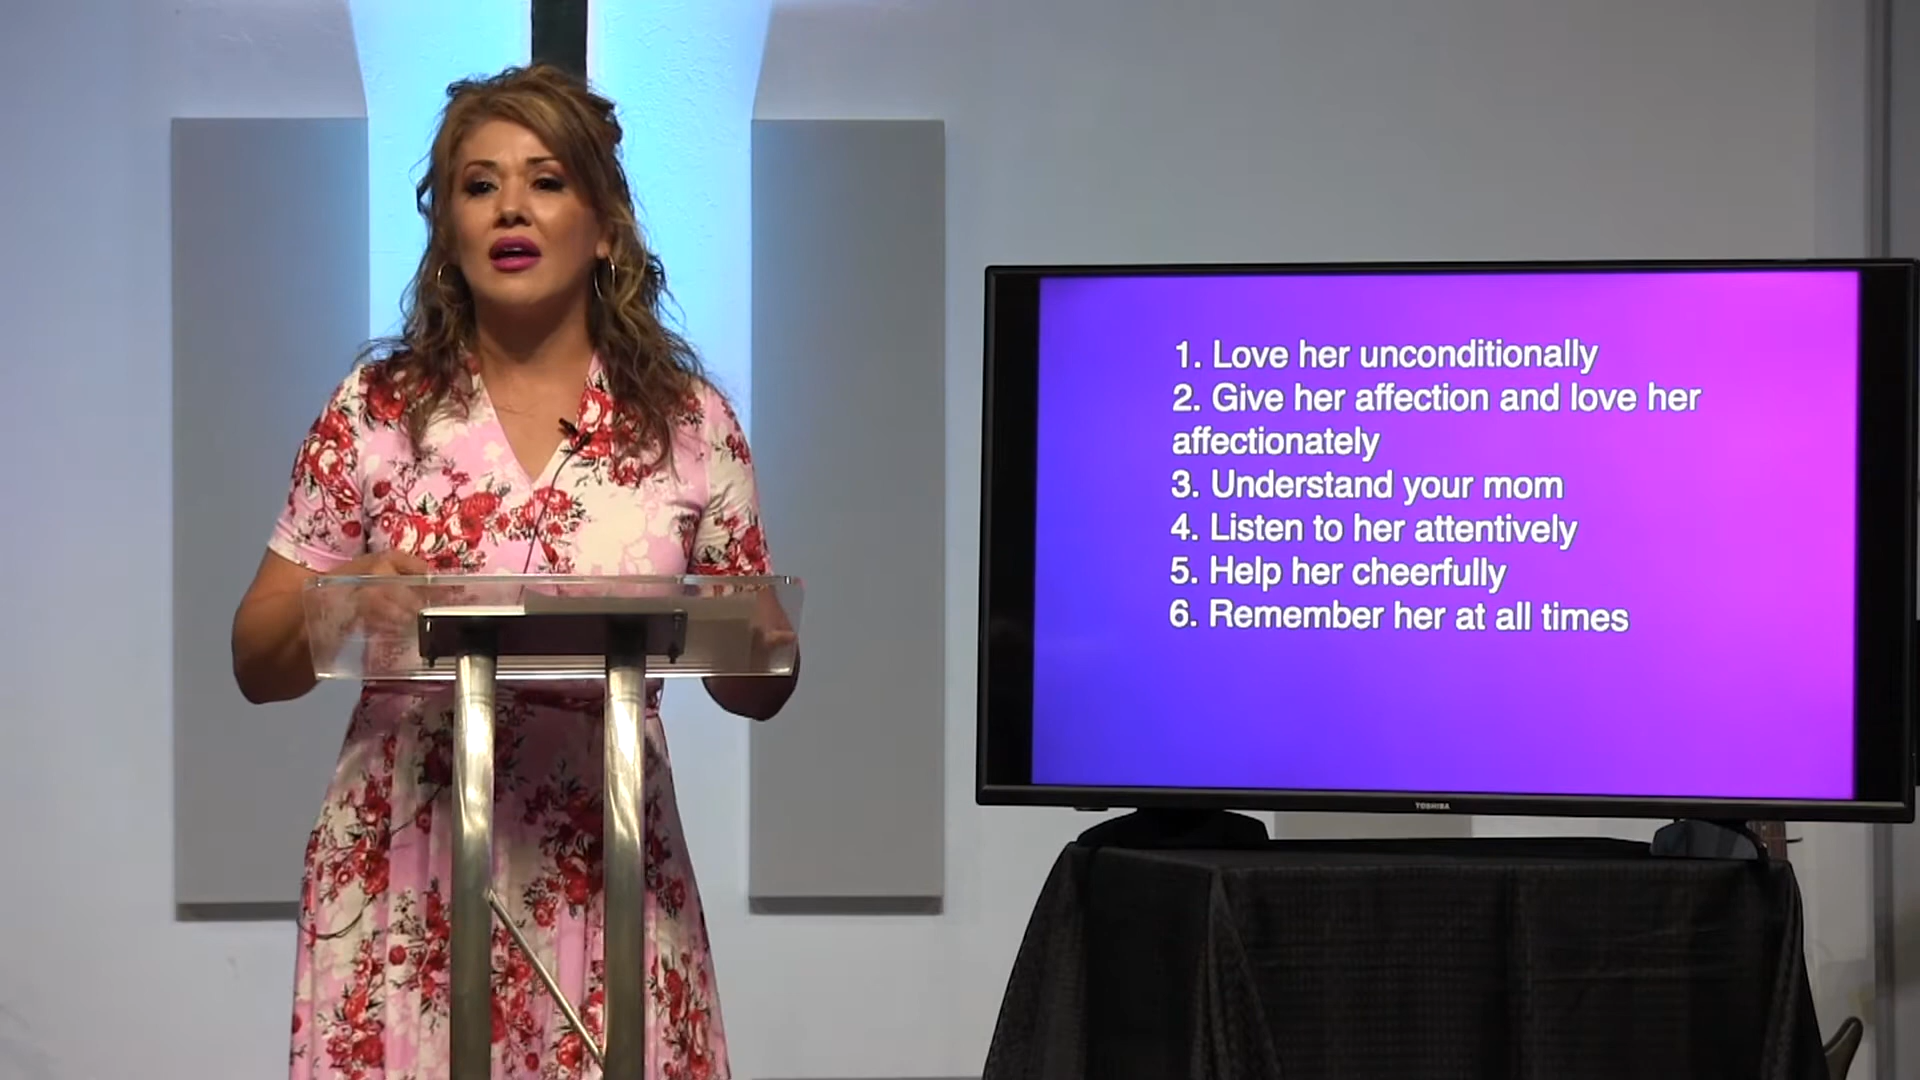 1. Love her unconditionally
2. Give her affection and love her
affectionately
3. Understand your mom
4. Listen to her attentively
5. Help her cheerfully
6. Remember her at all times
TOSHIBA